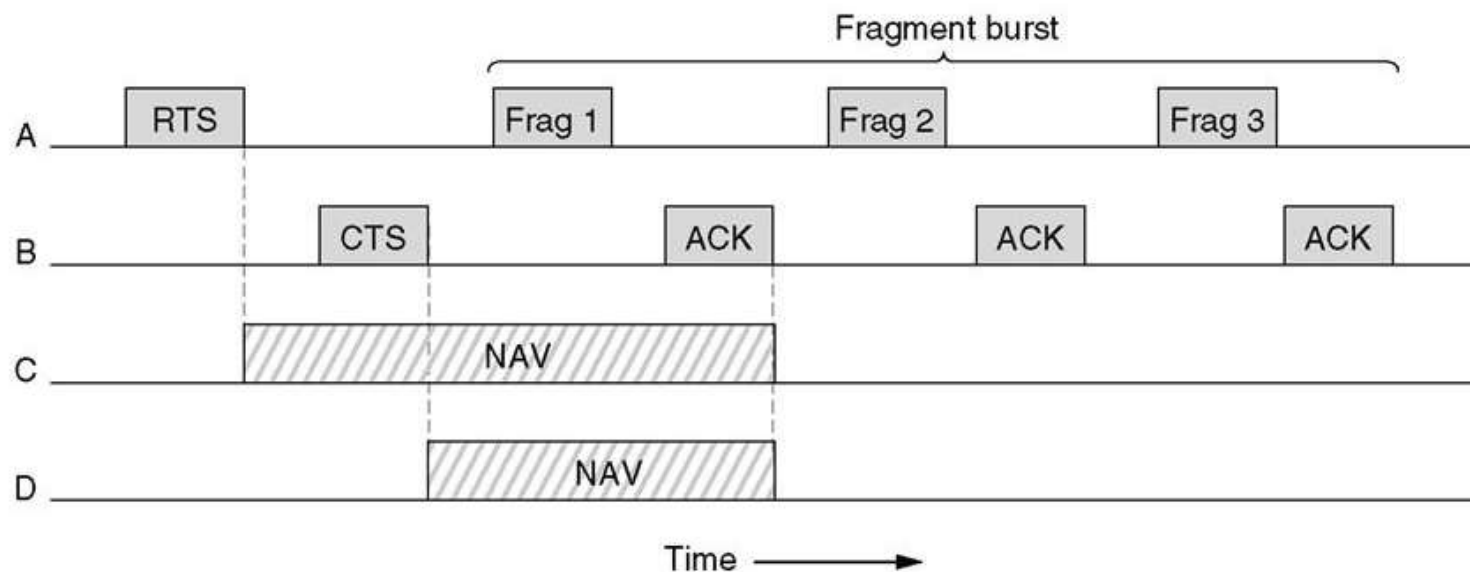 Fragment burst
A RTS Frag 1 Frag 2 Frag 3
B CTS ACK ACK ACK
C NAV
D NAV
Time